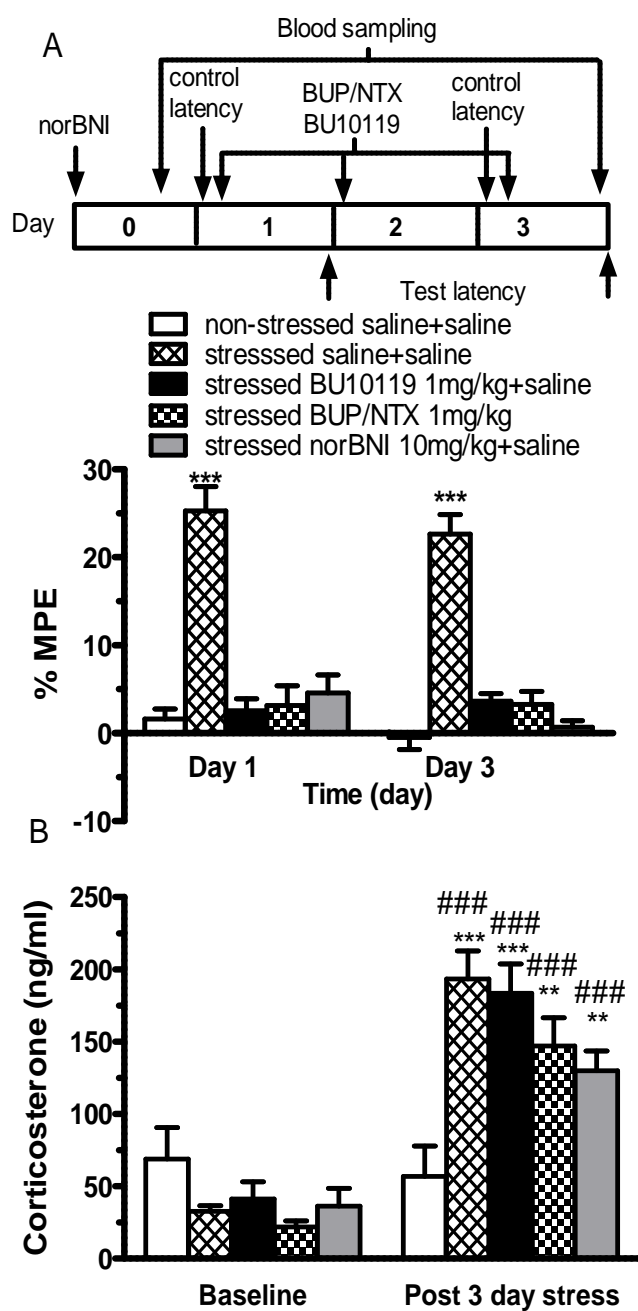 A
Blood sampling
control
latency
BUP/NTX
BU10119
control
latency
norBNI
Day 0 1 2 3
Test latency
non-stressed saline+saline
stresssed saline+saline
stressed BU10119 1mg/kg+saline
stressed BUP/NTX 1mg/kg
stressed norBNI 10mg/kg+saline
30
20
10
0
-10
% MPE
*** ***
Day 1 Day 3
Time (day)
B
250
200
150
100
50
0
Corticosterone (ng/ml)
### ### ### ###
*** *** ** **
Baseline Post 3 day stress